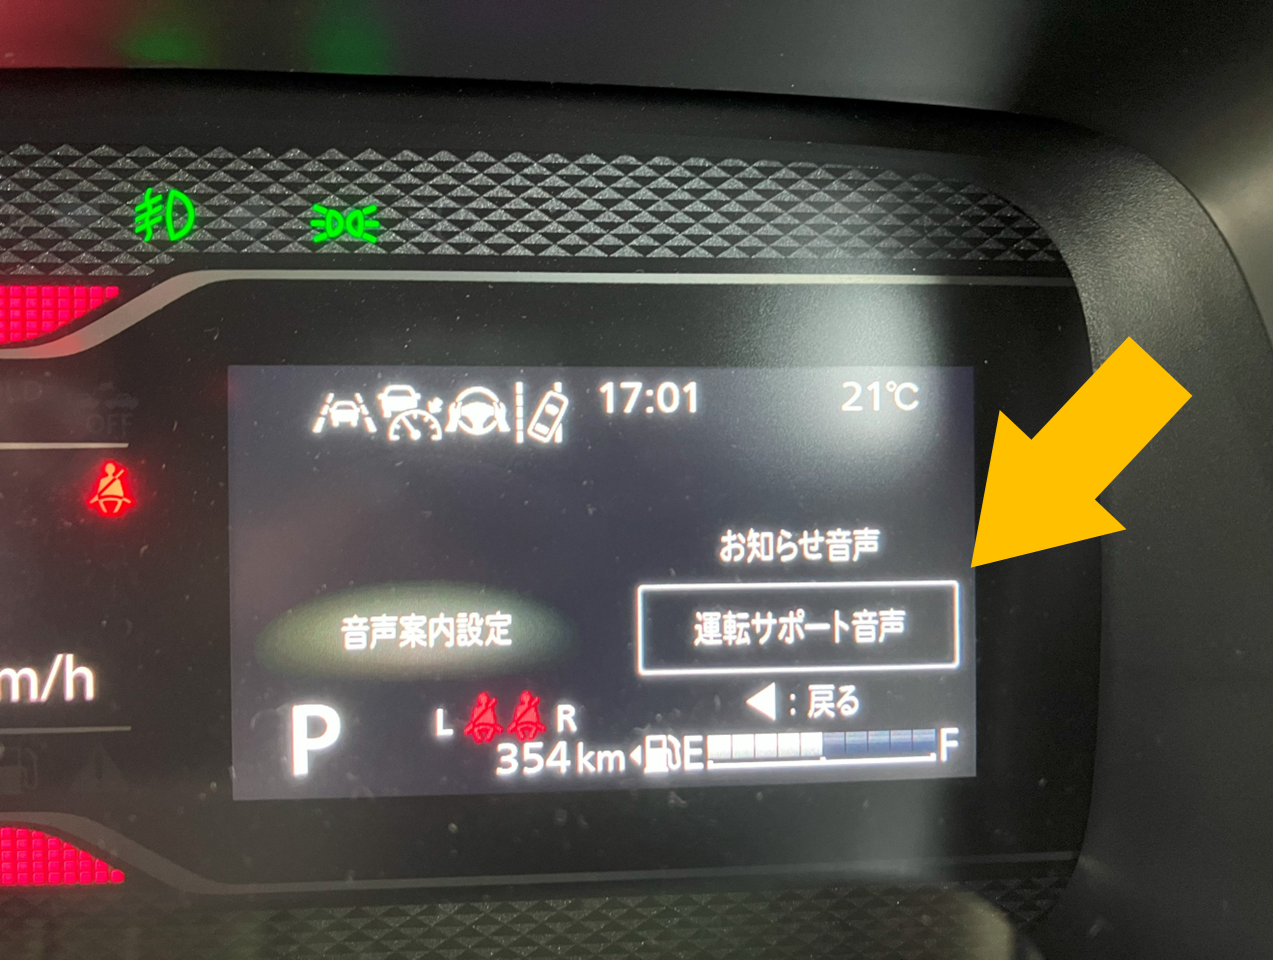 OFF
17:01 21℃
お知らせ音声
音声案内設定 運転サポート音声
m/h
◀:戻る
P L R
354km E F